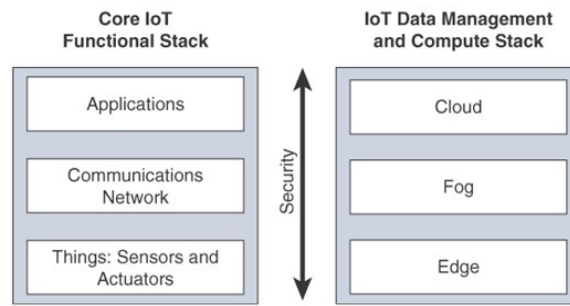 Core IoT
Functional Stack
Applications
Communications
Network
Things: Sensors and
Actuators
Security
IoT Data Management
and Compute Stack
Cloud
Fog
Edge